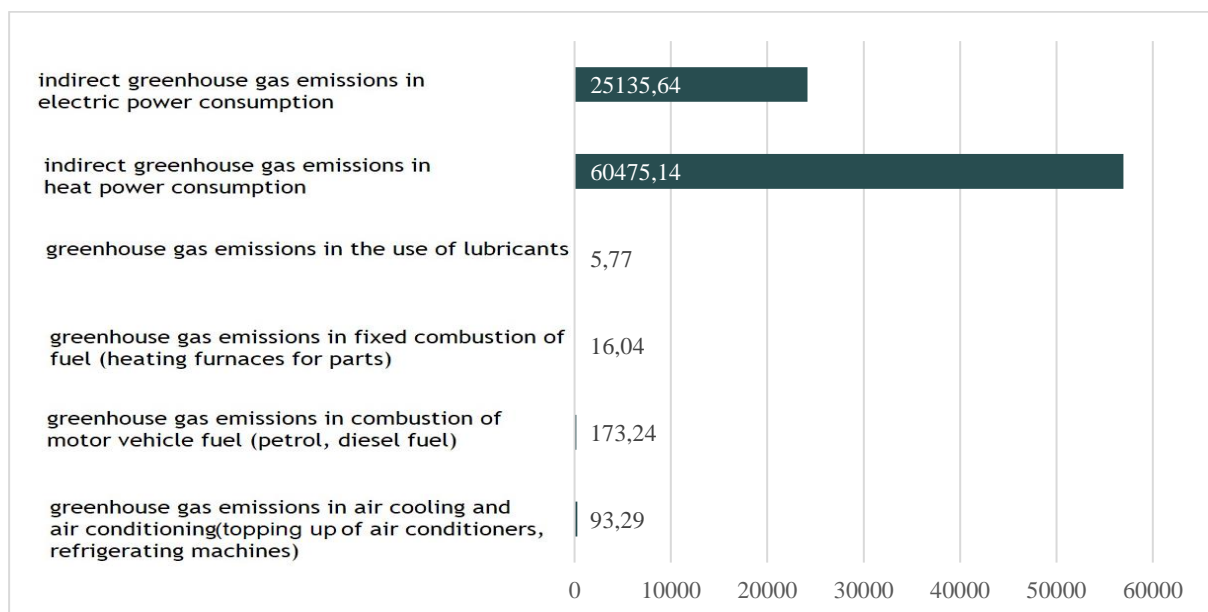 indirect greenhouse gas emissions in
electric power consumption
25135,64
indirect greenhouse gas emissions in
heat power consumption
60475,14
greenhouse gas emissions in the use of lubricants
5,77
greenhouse gas emissions in fixed combustion of
fuel (heating furnaces for parts)
16,04
greenhouse gas emissions in combustion of
motor vehicle fuel (petrol, diesel fuel)
173,24
greenhouse gas emissions in air cooling and
air conditioning(topping up of air conditioners,
refrigerating machines)
93,29
0 10000 20000 30000 40000 50000 60000